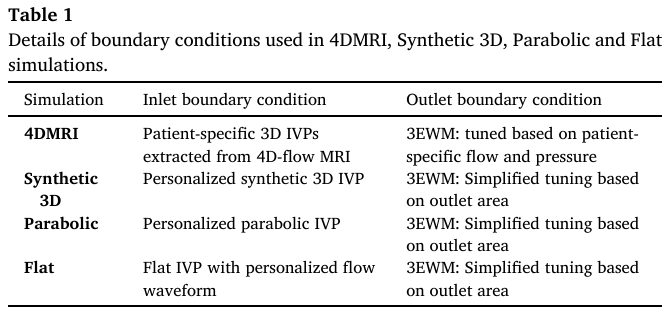 Table 1
Details of boundary conditions used in 4DMRI, Synthetic 3D, Parabolic and Flat
simulations.
Simulation Inlet boundary condition Outlet boundary condition
4DMRI Patient-specific 3D IVPs 3EWM: tuned based on patient-
extracted from 4D-flow MRI specific flow and pressure
Synthetic Personalized synthetic 3D IVP 3EWM: Simplified tuning based
3D on outlet area
Parabolic Personalized parabolic IVP 3EWM: Simplified tuning based
on outlet area
Flat Flat IVP with personalized flow 3EWM: Simplified tuning based
waveform on outlet area